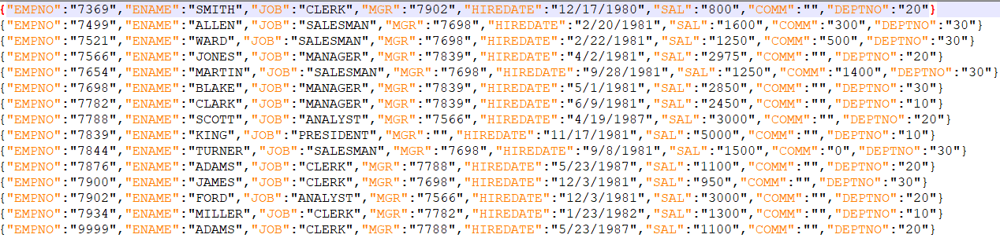 {"EMPNO":"7369","ENAME":"SMITH","JOB":"CLERK","MGR":"7902","HIREDATE":"12/17/1980","SAL":"800","COMM":"","DEPTNO":"20"}
{"EMPNO":"7499","ENAME":"ALLEN","JOB":"SALESMAN","MGR":"7698","HIREDATE":"2/20/1981","SAL":"1600","COMM":"300","DEPTNO":"30"}
{"EMPNO":"7521","ENAME":"WARD","JOB":"SALESMAN","MGR":"7698","HIREDATE":"2/22/1981","SAL":"1250","COMM":"500","DEPTNO":"30"}
{"EMPNO":"7566","ENAME":"JONES","JOB":"MANAGER","MGR":"7839","HIREDATE":"4/2/1981","SAL":"2975","COMM":"","DEPTNO":"20"}
{"EMPNO":"7654","ENAME":"MARTIN","JOB":"SALESMAN","MGR":"7698","HIREDATE":"9/28/1981","SAL":"1250","COMM":"1400","DEPTNO":"30"}
{"EMPNO":"7698","ENAME":"BLAKE","JOB":"MANAGER","MGR":"7839","HIREDATE":"5/1/1981","SAL":"2850","COMM":"","DEPTNO":"30"}
{"EMPNO":"7782","ENAME":"CLARK","JOB":"MANAGER","MGR":"7839","HIREDATE":"6/9/1981","SAL":"2450","COMM":"","DEPTNO":"10"}
{"EMPNO":"7788","ENAME":"SCOTT","JOB":"ANALYST","MGR":"7566","HIREDATE":"4/19/1987","SAL":"3000","COMM":"","DEPTNO":"20"}
{"EMPNO":"7839","ENAME":"KING","JOB":"PRESIDENT","MGR":"","HIREDATE":"11/17/1981","SAL":"5000","COMM":"","DEPTNO":"10"}
{"EMPNO":"7844","ENAME":"TURNER","JOB":"SALESMAN","MGR":"7698","HIREDATE":"9/8/1981","SAL":"1500","COMM":"0","DEPTNO":"30"}
{"EMPNO":"7876","ENAME":"ADAMS","JOB":"CLERK","MGR":"7788","HIREDATE":"5/23/1987","SAL":"1100","COMM":"","DEPTNO":"20"}
{"EMPNO":"7900","ENAME":"JAMES","JOB":"CLERK","MGR":"7698","HIREDATE":"12/3/1981","SAL":"950","COMM":"","DEPTNO":"30"}
{"EMPNO":"7902","ENAME":"FORD","JOB":"ANALYST","MGR":"7566","HIREDATE":"12/3/1981","SAL":"3000","COMM":"","DEPTNO":"20"}
{"EMPNO":"7934","ENAME":"MILLER","JOB":"CLERK","MGR":"7782","HIREDATE":"1/23/1982","SAL":"1300","COMM":"","DEPTNO":"10"}
{"EMPNO":"9999","ENAME":"ADAMS","JOB":"CLERK","MGR":"7788","HIREDATE":"5/23/1987","SAL":"1100","COMM":"","DEPTNO":"20"}